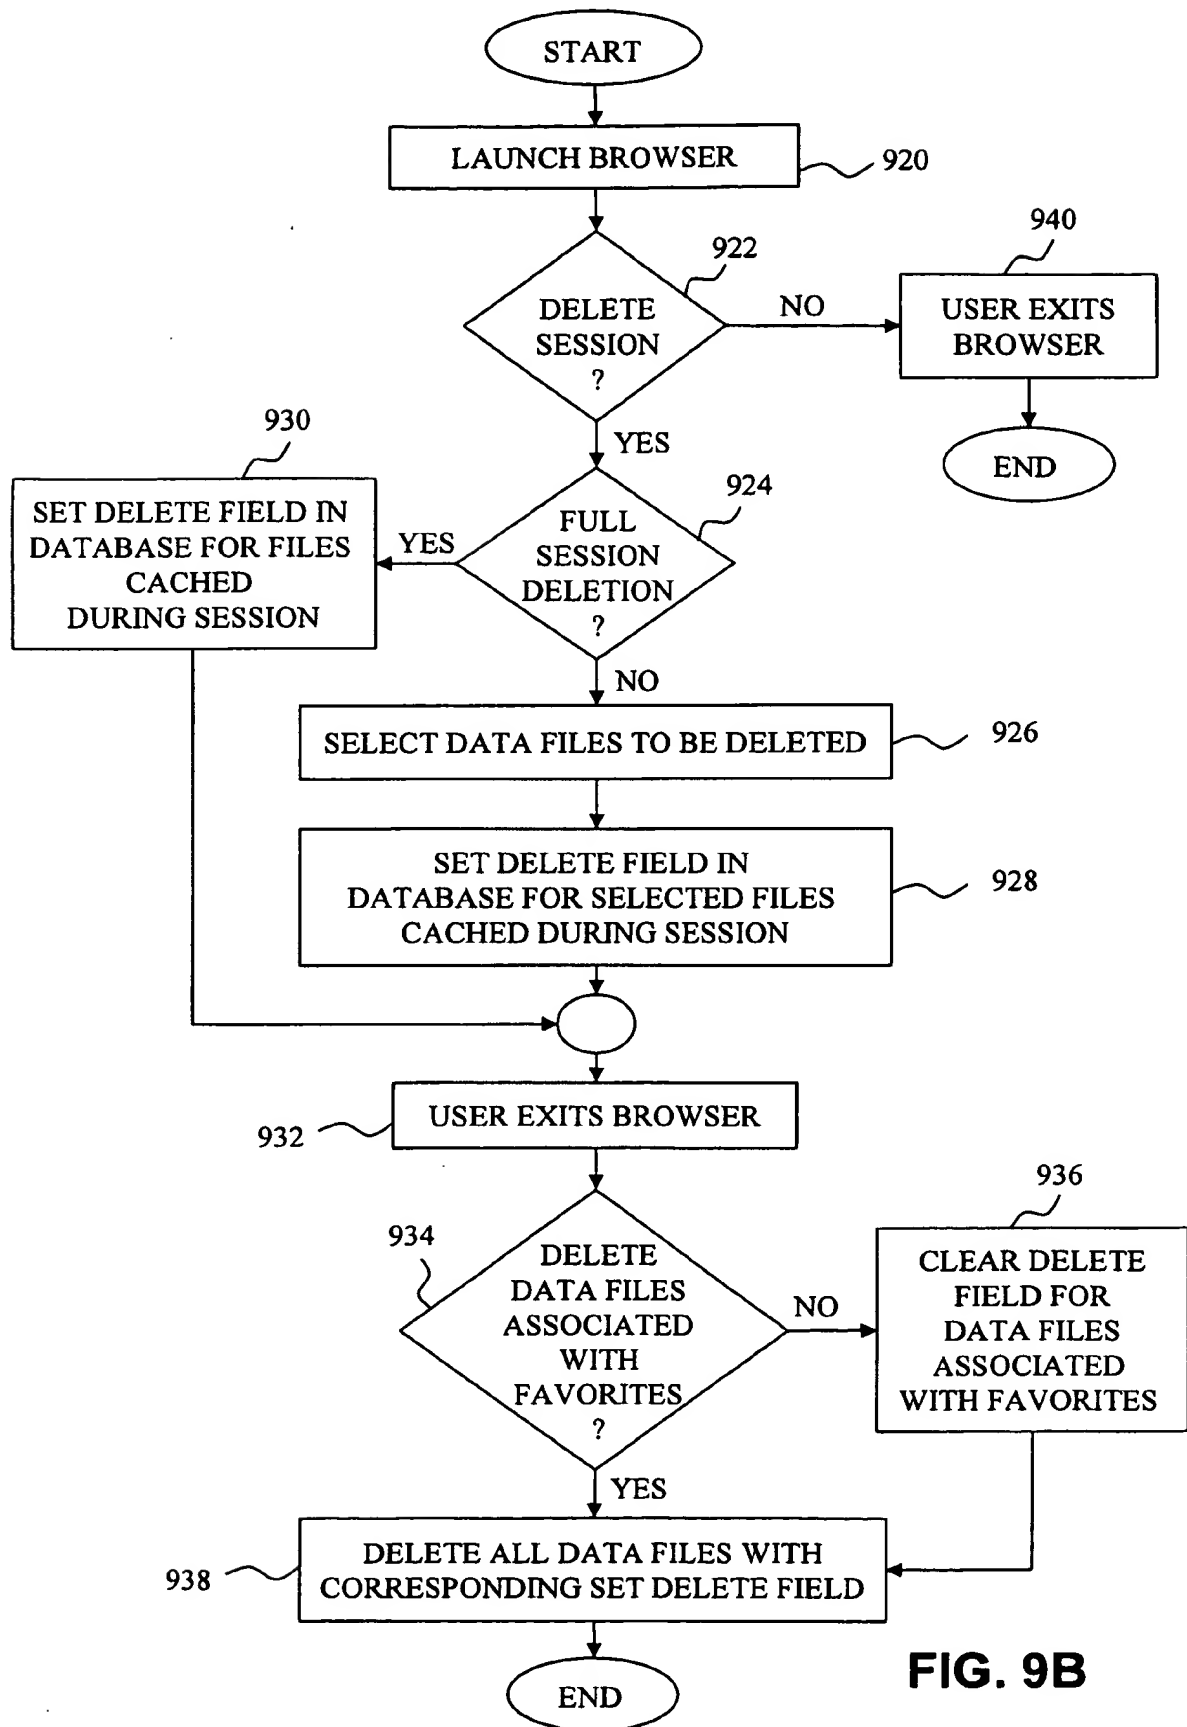 START
LAUNCH BROWSER
920
922
DELETE
SESSION
?
NO
940
USER EXITS
BROWSER
END
YES
930
SET DELETE FIELD IN
DATABASE FOR FILES
CACHED
DURING SESSION
YES
924
FULL
SESSION
DELETION
?
NO
SELECT DATA FILES TO BE DELETED
926
SET DELETE FIELD IN
DATABASE FOR SELECTED FILES
CACHED DURING SESSION
928
USER EXITS BROWSER
932
934
DELETE
DATA FILES
ASSOCIATED
WITH
FAVORITES
?
NO
936
CLEAR DELETE
FIELD FOR
DATA FILES
ASSOCIATED
WITH FAVORITES
YES
DELETE ALL DATA FILES WITH
CORRESPONDING SET DELETE FIELD
938
END
FIG. 9B